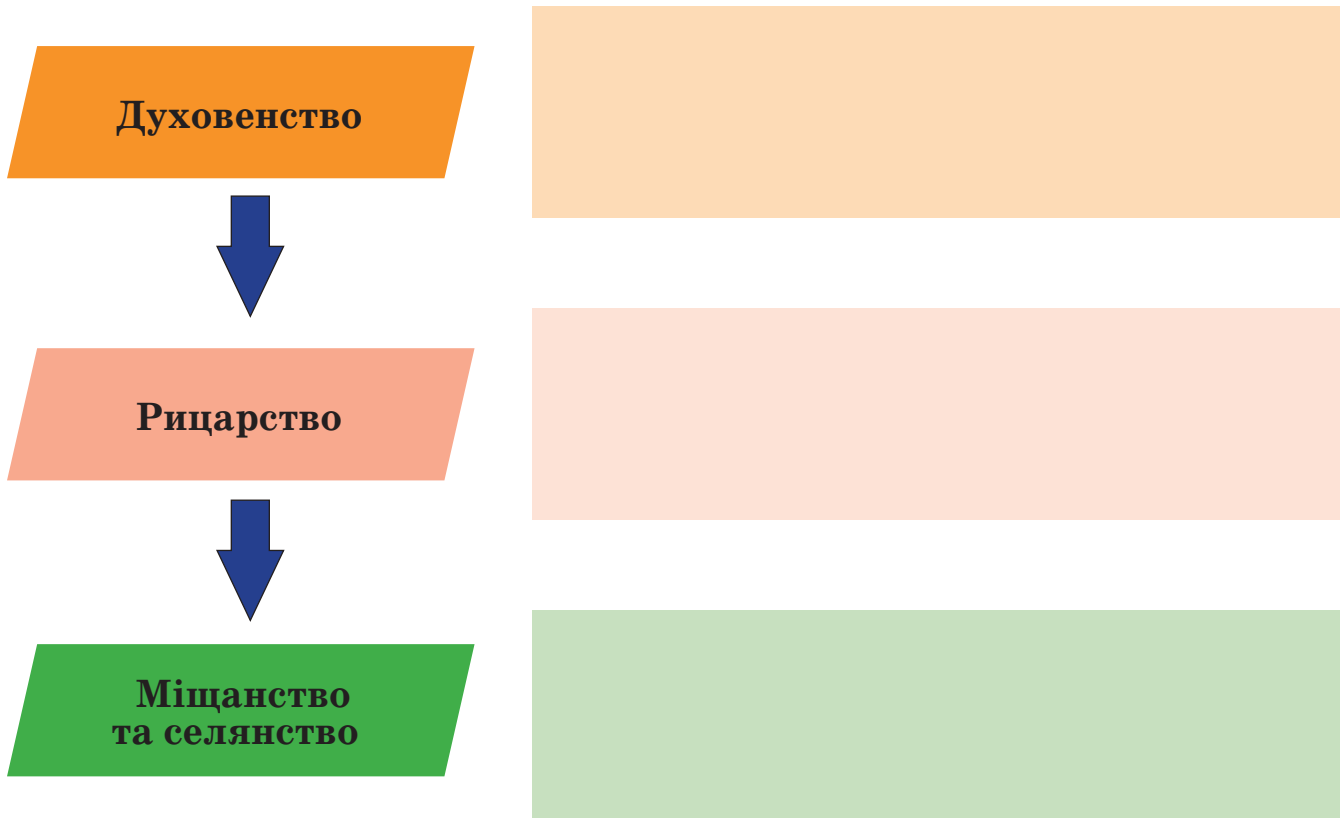 Духовенство
Рицарство
Міщанство
та селянство